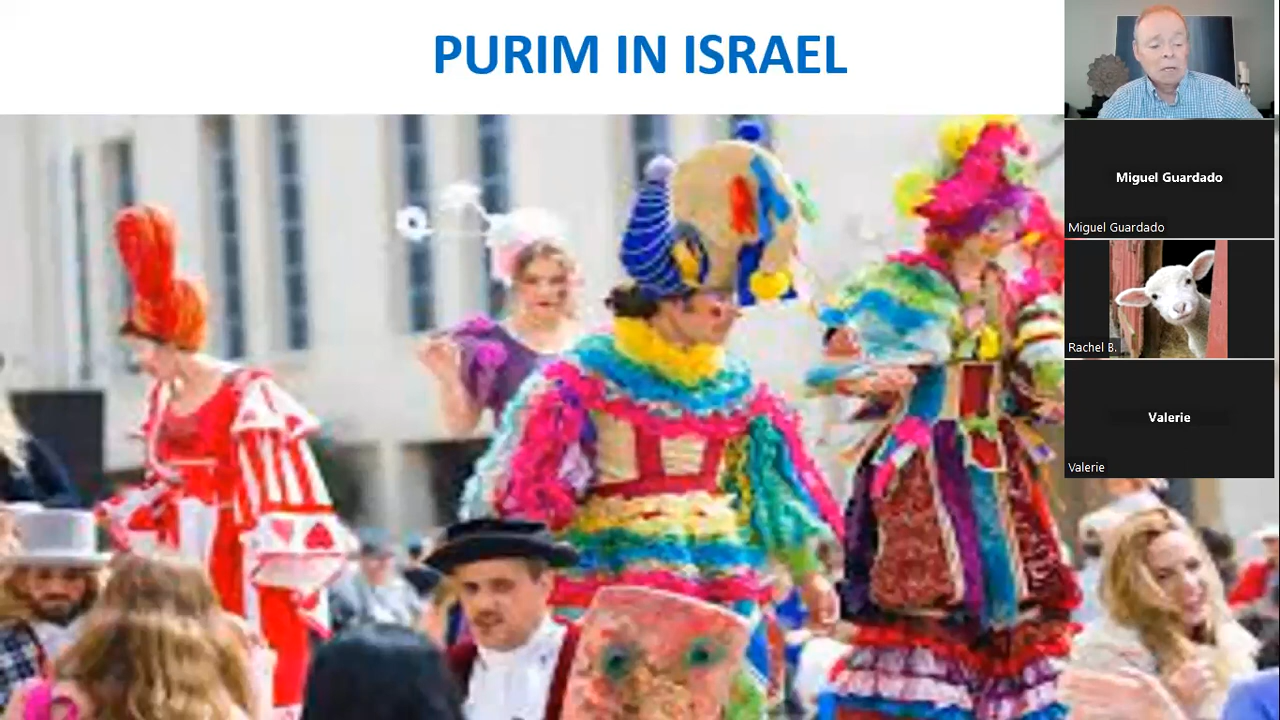 PURIM IN ISRAEL
Miguel Guardado
Miguel Guardado
Rachel B.
Valerie
Valerie